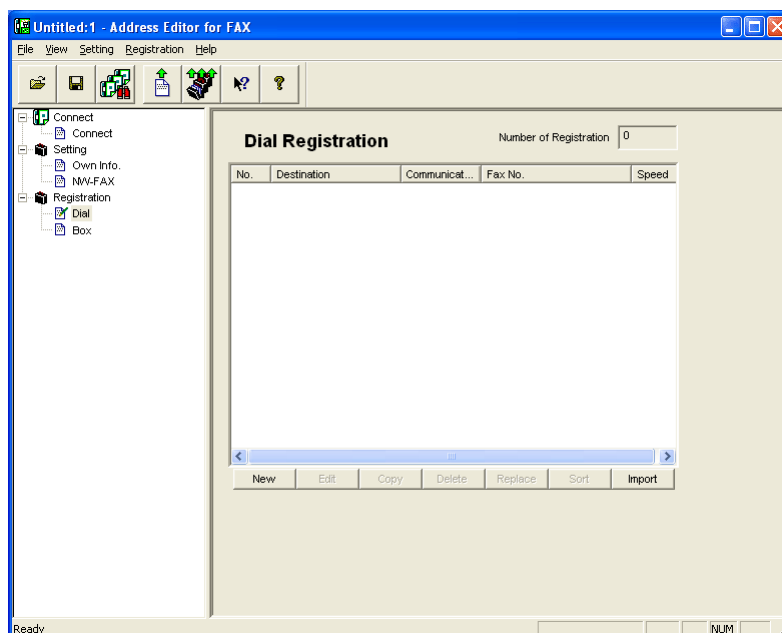 Untitled:1 - Address Editor for FAX
File View Setting Registration Help
Connect
Connect
Setting
Own Info.
NW-FAX
Registration
Dial
Box
Dial Registration
Number of Registration 0
No. Destination Communicat... Fax No. Speed
New Edit Copy Delete Replace Sort Import
Ready NUM